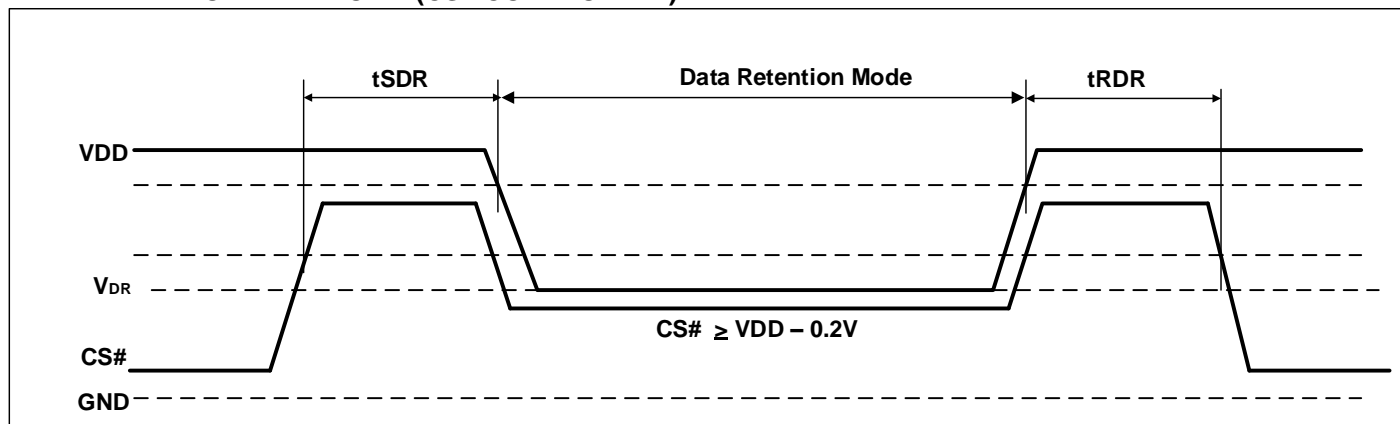 tSDR
Data Retention Mode
tRDR
VDD
VDR
CS# ≥ VDD – 0.2V
CS#
GND